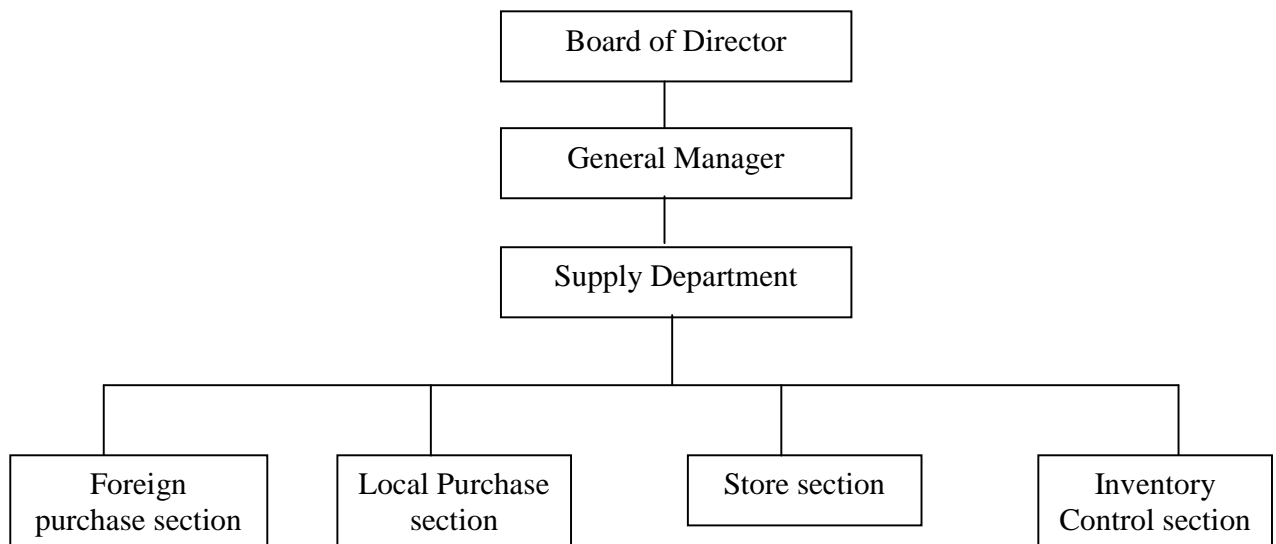 Board of Director
General Manager
Supply Department
Foreign
purchase section
Local Purchase
section
Store section
Inventory
Control section